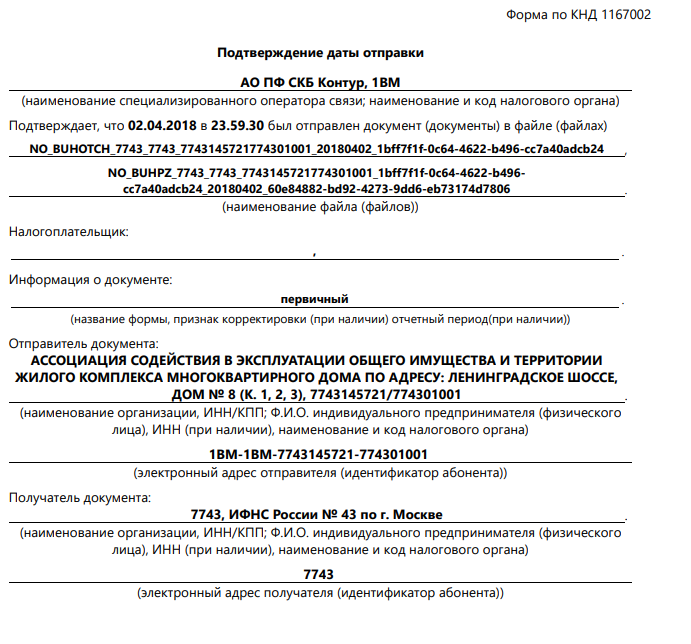 Форма по КНД 1167002
Подтверждение даты отправки
АО ПФ СКБ Контур, 1BM
(наименование специализированного оператора связи; наименование и код налогового органа)
Подтверждает, что 02.04.2018 в 23.59.30 был отправлен документ (документы) в файле (файлах)
NO_BUHOTCH_7743_7743_7743145721774301001_20180402_1bff7f1f-0c64-4622-b496-cc7a40adcb24 ,
NO_BUHPZ_7743_7743_7743145721774301001_1bff7f1f-0c64-4622-b496-
cc7a40adcb24_20180402_60e84882-bd92-4273-9dd6-eb73174d7806 .
(наименование файла (файлов))
Налогоплательщик:
, .
Информация о документе:
первичный .
(название формы, признак корректировки (при наличии) отчетный период(при наличии))
Отправитель документа:
АССОЦИАЦИЯ СОДЕЙСТВИЯ В ЭКСПЛУАТАЦИИ ОБЩЕГО ИМУЩЕСТВА И ТЕРРИТОРИИ
ЖИЛОГО КОМПЛЕКСА МНОГОКВАРТИРНОГО ДОМА ПО АДРЕСУ: ЛЕНИНГРАДСКОЕ ШОССЕ,
ДОМ № 8 (К. 1, 2, 3), 7743145721/774301001 .
(наименование организации, ИНН/КПП; Ф.И.О. индивидуального предпринимателя (физического
лица), ИНН (при наличии), наименование и код налогового органа)
1BM-1BM-7743145721-774301001
(электронный адрес отправителя (идентификатор абонента))
Получатель документа:
7743, ИФНС России № 43 по г. Москве .
(наименование организации, ИНН/КПП; Ф.И.О. индивидуального предпринимателя (физического
лица), ИНН (при наличии), наименование и код налогового органа)
7743
(электронный адрес получателя (идентификатор абонента))